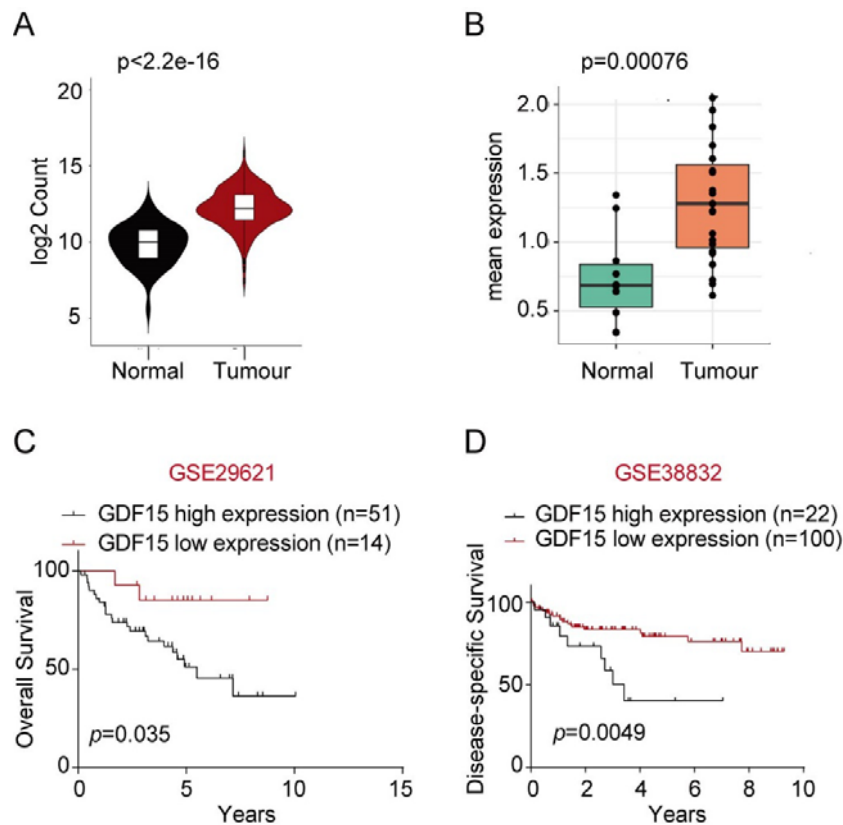 A
p<2.2e-16
log2 Count
20
15
10
5
Normal Tumour
B
p=0.00076
mean expression
2.0
1.5
1.0
0.5
Normal Tumour
C
GSE29621
GDF15 high expression (n=51)
GDF15 low expression (n=14)
Overall Survival
100
50
0
p=0.035
0 5 10 15
Years
D
GSE38832
GDF15 high expression (n=22)
GDF15 low expression (n=100)
Disease-specific Survival
100
50
0
p=0.0049
0 2 4 6 8 10
Years